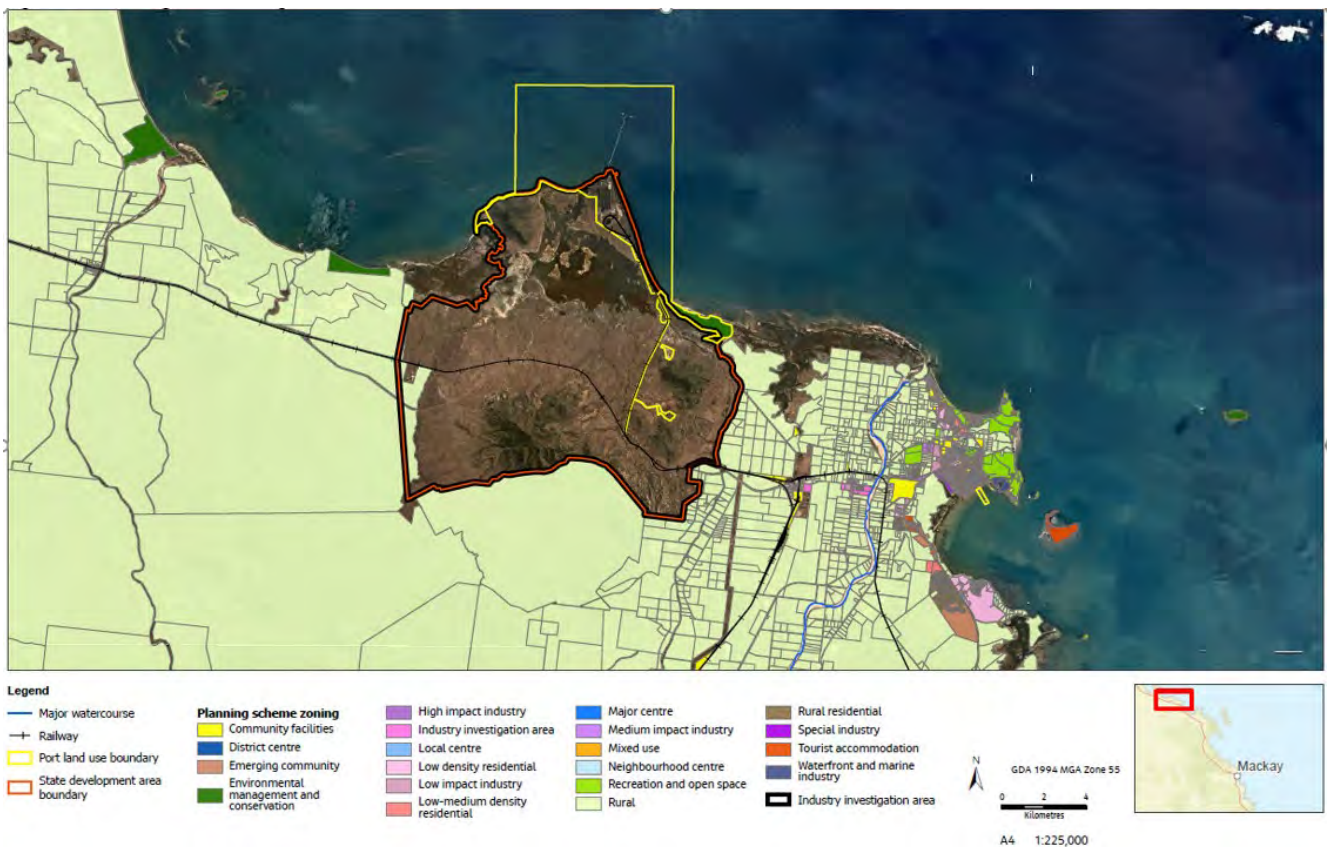 Legend
Major watercourse
Railway
Port land use boundary
State development area
boundary
Planning scheme zoning
Community facilities
District centre
Emerging community
Environmental
management and
conservation
High impact industry
Industry investigation area
Local centre
Low density residential
Low impact industry
Low-medium density
residential
Major centre
Medium impact industry
Mixed use
Neighbourhood centre
Recreation and open space
Rural
Rural residential
Special industry
Tourist accommodation
Waterfront and marine
industry
Industry investigation area
N
GDA 1994 MGA Zone 55
0 2 4
Kilometres
A4 1:225,000
Mackay